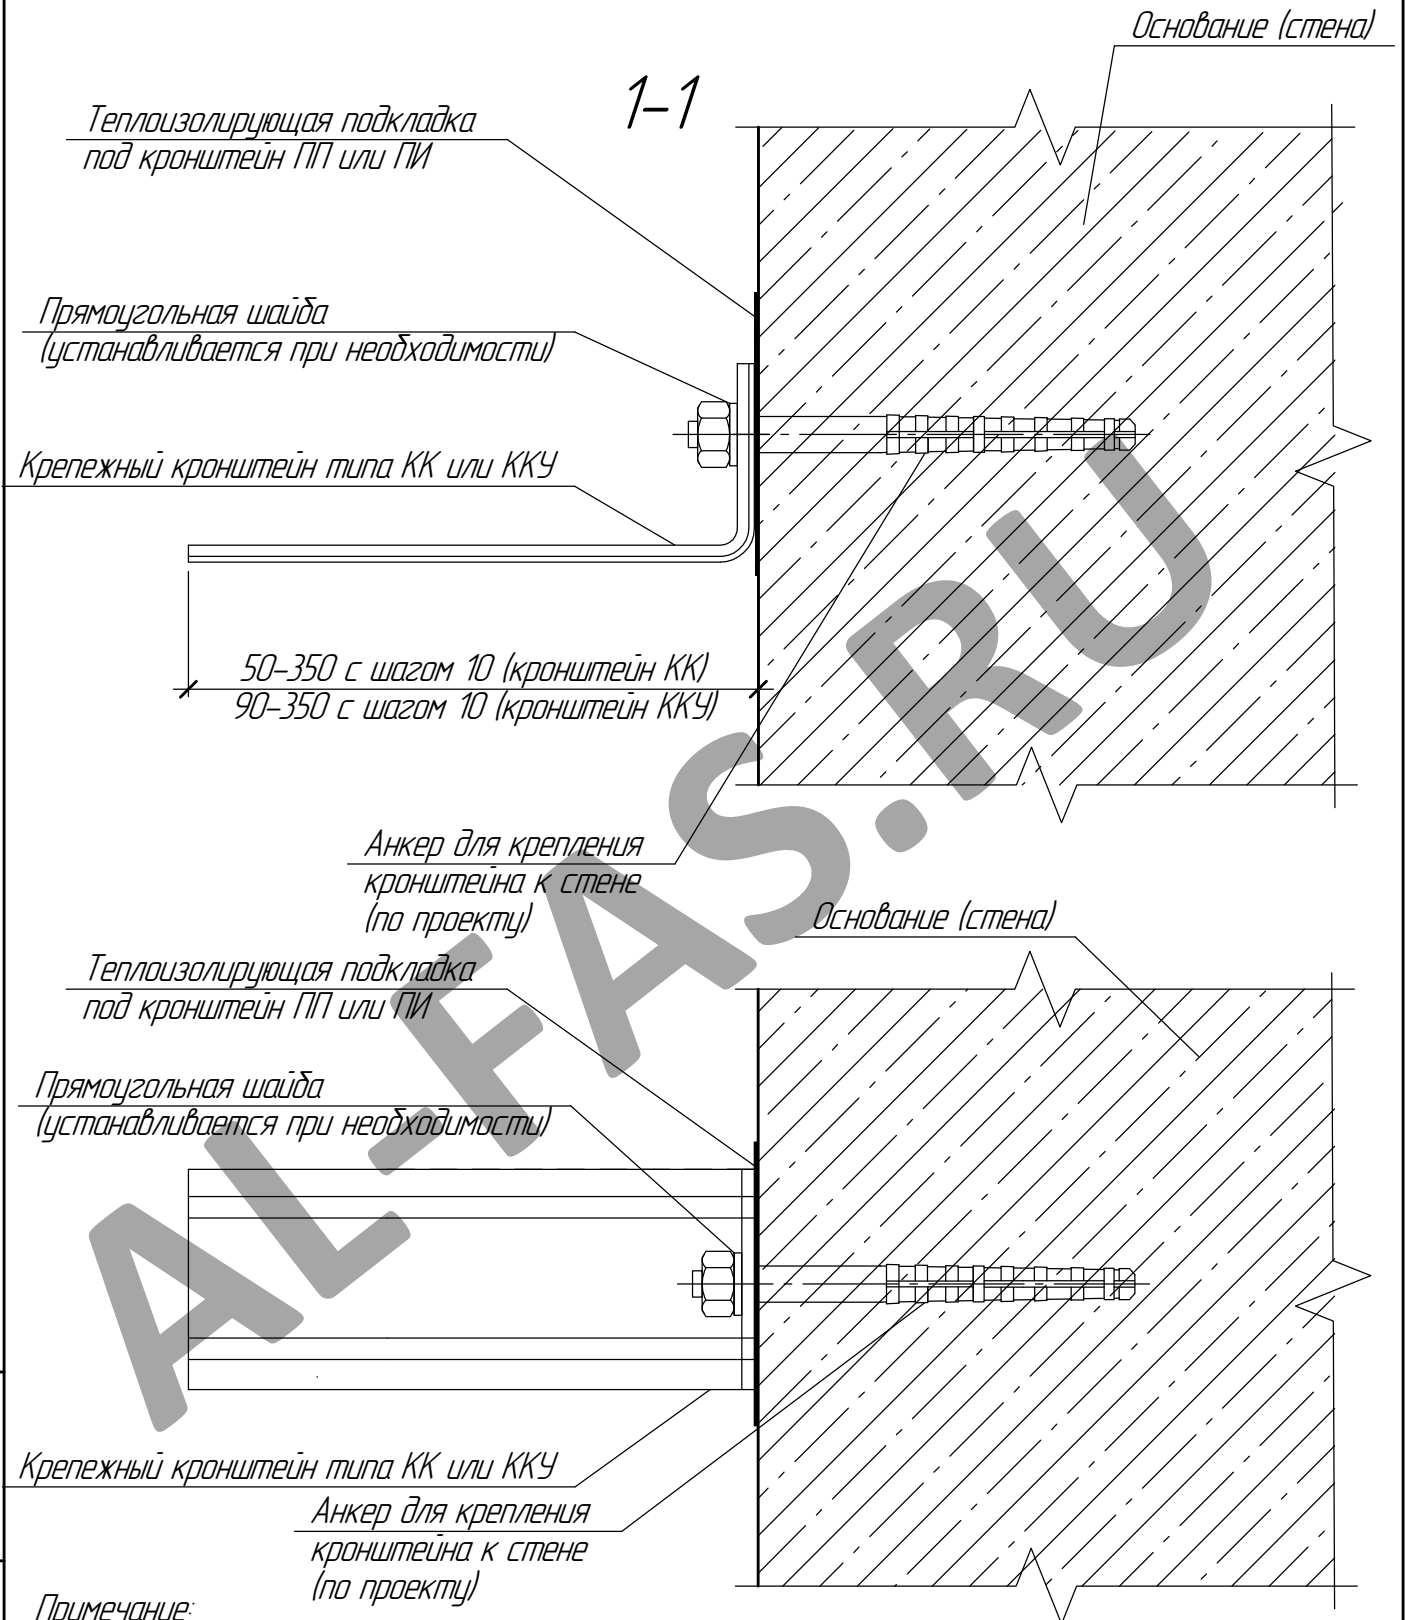 Основание (стена)
1-1
Теплоизолирующая подкладка
под кронштейн ПП или ПИ
Прямоугольная шайба
(устанавливается при необходимости)
Крепежный кронштейн типа КК или ККУ
50-350 с шагом 10 (кронштейн КК)
90-350 с шагом 10 (кронштейн ККУ)
Анкер для крепления
кронштейна к стене
(по проекту)
Основание (стена)
Теплоизолирующая подкладка
под кронштейн ПП или ПИ
Прямоугольная шайба
(устанавливается при необходимости)
Крепежный кронштейн типа КК или ККУ
Анкер для крепления
кронштейна к стене
(по проекту)
Примечание:
AL-FAS.RU